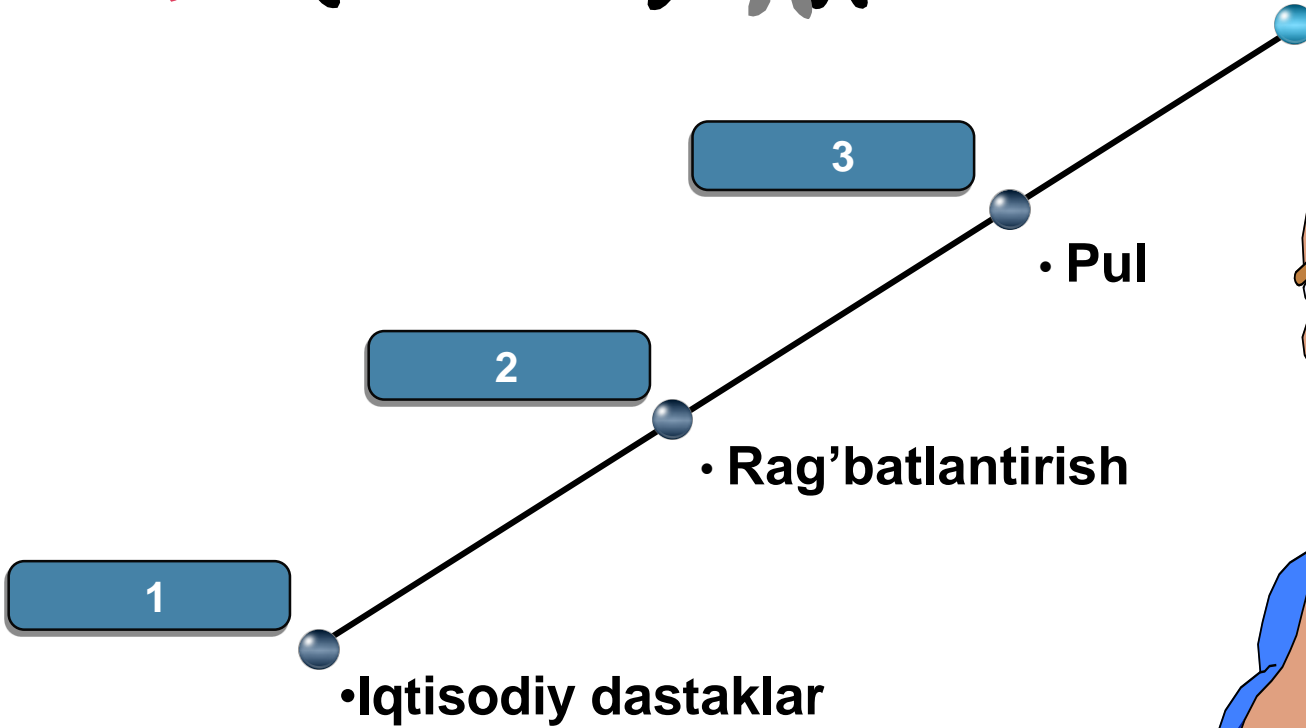 3
• Pul
2
• Rag’batlantirish
1
•Iqtisodiy dastaklar